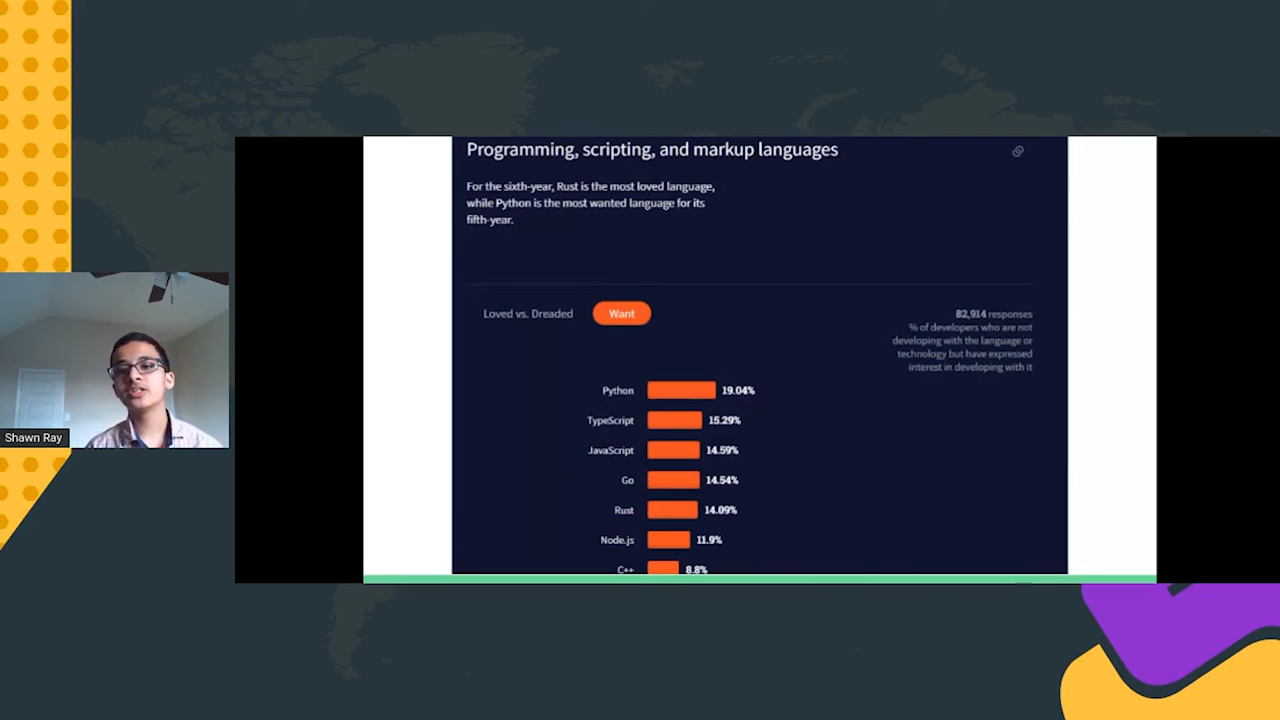 Programming, scripting, and markup languages
For the sixth-year, Rust is the most loved language,
while Python is the most wanted language for its
fifth-year.
Loved vs. Dreaded
Want
82,914 responses
% of developers who are not
developing with the language or
technology but have expressed
interest in developing with it
Python 19.04%
TypeScript 15.29%
JavaScript 14.59%
Go 14.54%
Rust 14.09%
Node.js 11.9%
C++ 8.8%
Shawn Ray